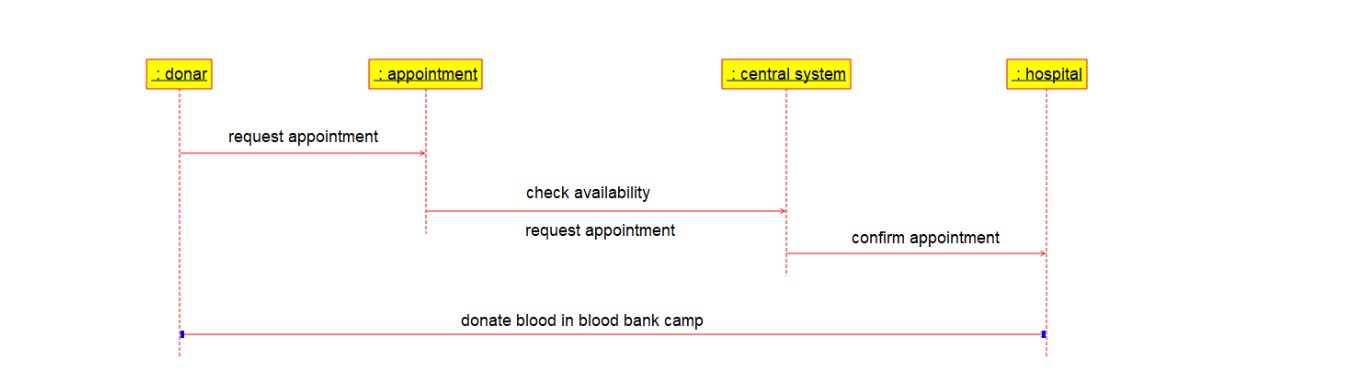 : donar
: appointment
: central system
: hospital
request appointment
check availability
request appointment
confirm appointment
donate blood in blood bank camp